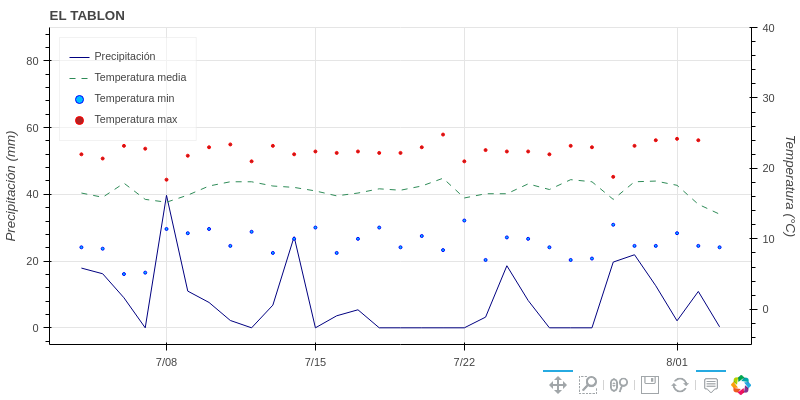 EL TABLON
Precipitación
Temperatura media
Temperatura min
Temperatura max
Precipitación (mm)
80
60
40
20
0
Temperatura (°C)
40
30
20
10
0
7/08
7/15
7/22
8/01